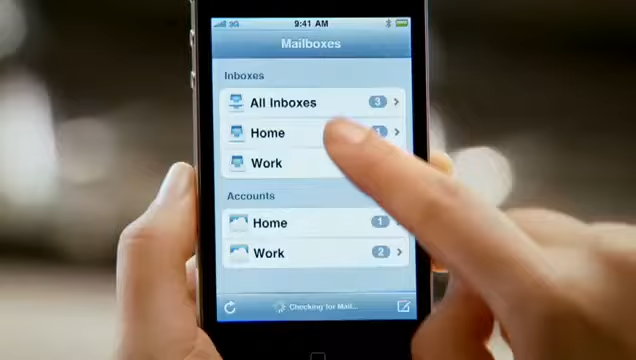 3G 9:41 AM
Mailboxes
Inboxes
All Inboxes 3
Home 1
Work
Accounts
Home 1
Work 2
Checking for Mail...